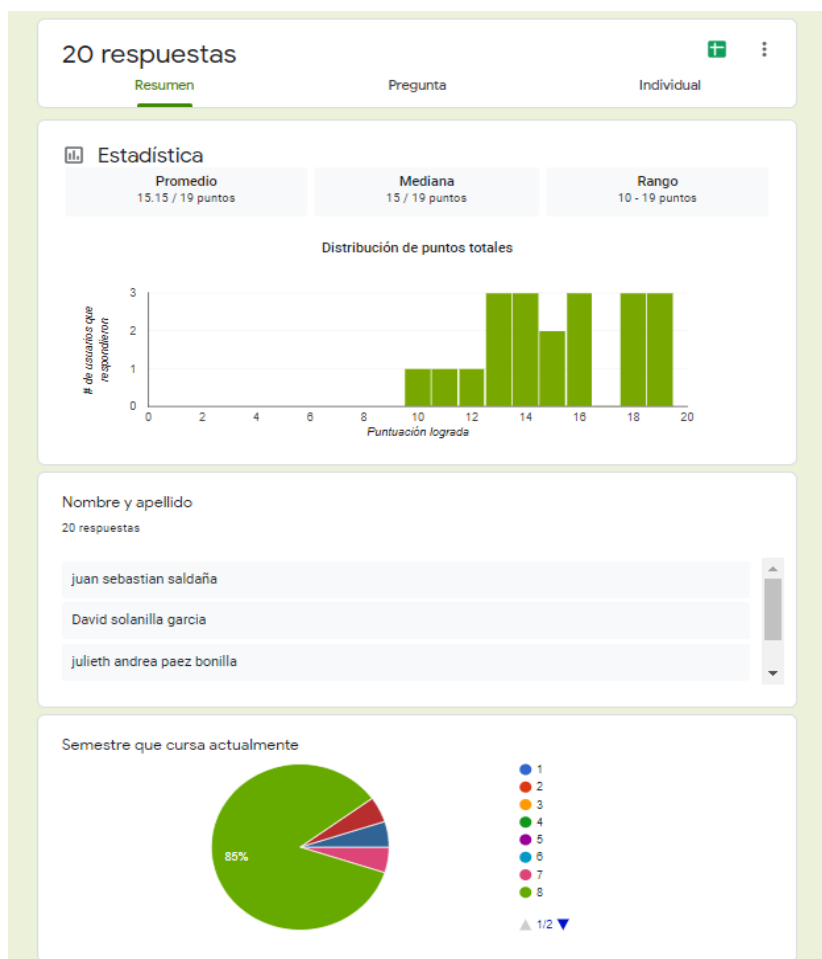 20 respuestas
Resumen Pregunta Individual
Estadística
Promedio Mediana Rango
15.15 / 19 puntos 15 / 19 puntos 10 - 19 puntos
Distribución de puntos totales
# de usuarios que
respondieron
3
2
1
0
0 2 4 6 8 10 12 14 16 18 20
Puntuación lograda
Nombre y apellido
20 respuestas
juan sebastian saldaña
David solanilla garcia
julieth andrea paez bonilla
Semestre que cursa actualmente
85%
1
2
3
4
5
6
7
8
1/2